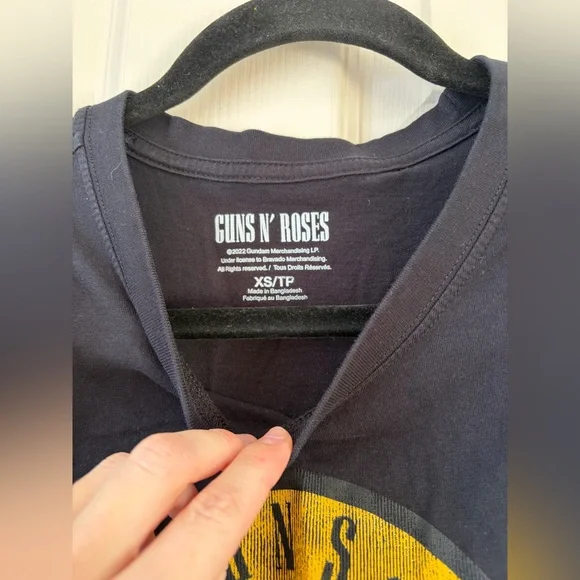 GUNS N' ROSES
©2022 Gundam Merchandising LP.
Under license to Bravado Merchandising.
All Rights reserved. / Tous Droits Réservés.
XS/TP
Made in Bangladesh
Fabriqué au Bangladesh
NS